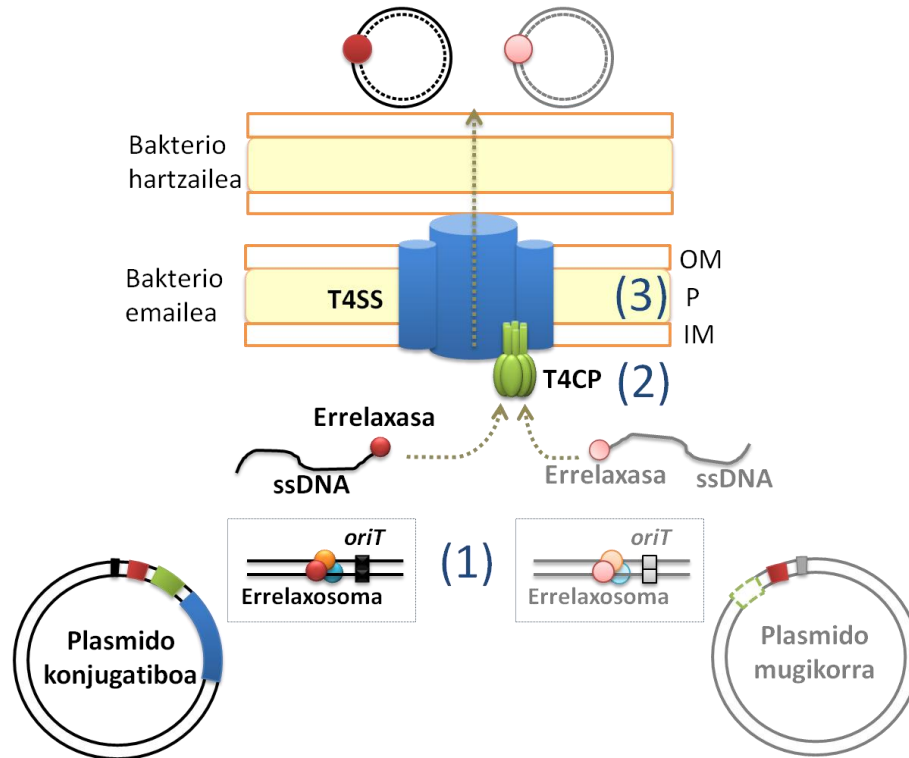 Bakterio
hartzailea
Bakterio
emailea
T4SS
OM
(3)
P
IM
T4CP
(2)
Errelaxasa
ssDNA
Errelaxasa
ssDNA
oriT
Errelaxosoma
(1)
oriT
Errelaxosoma
Plasmido
konjugatiboa
Plasmido
mugikorra